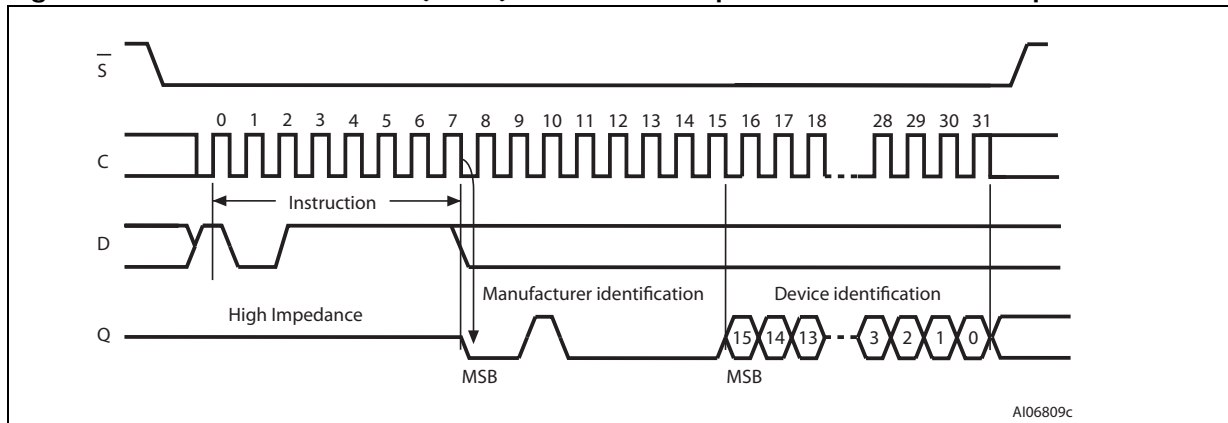 S
0 1 2 3 4 5 6 7 8 9 10 11 12 13 14 15 16 17 18 28 29 30 31
C
Instruction
D
Manufacturer identification Device identification
High Impedance
Q
15 14 13 3 2 1 0
MSB MSB
AI06809c